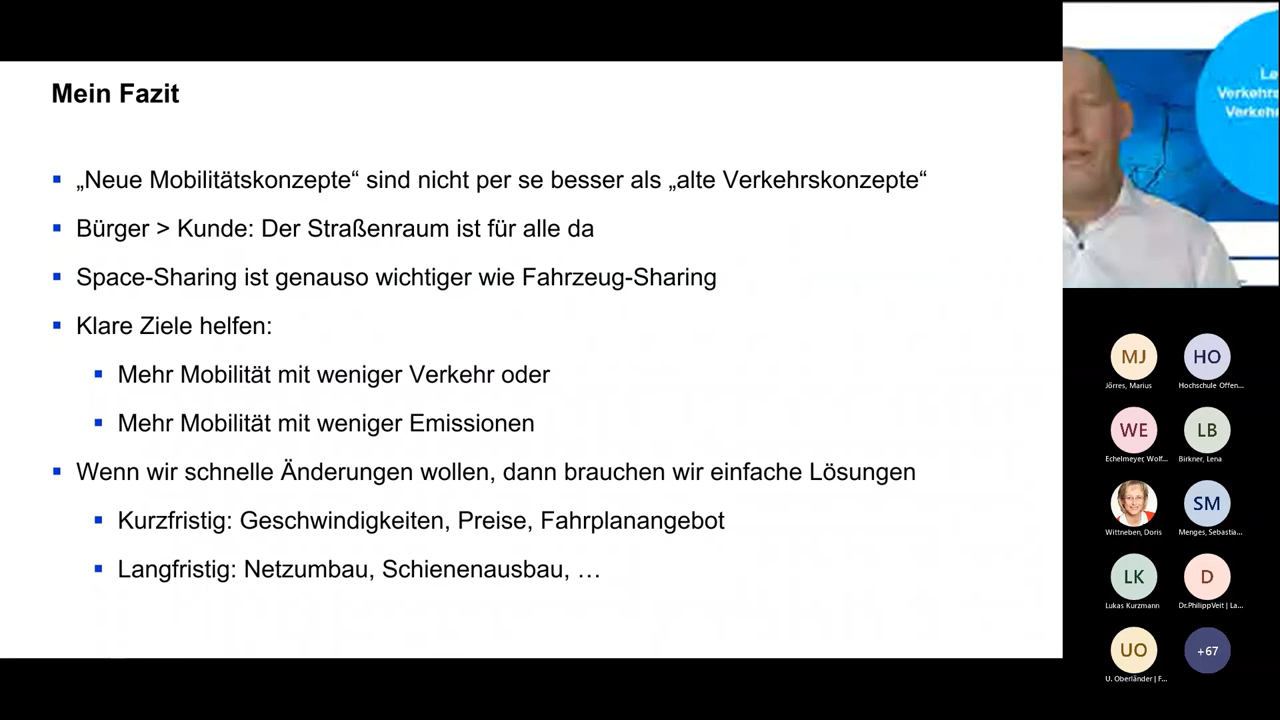 Mein Fazit
„Neue Mobilitätskonzepte“ sind nicht per se besser als „alte Verkehrskonzepte“
Bürger > Kunde: Der Straßenraum ist für alle da
Space-Sharing ist genauso wichtiger wie Fahrzeug-Sharing
Klare Ziele helfen:
Mehr Mobilität mit weniger Verkehr oder
Mehr Mobilität mit weniger Emissionen
Wenn wir schnelle Änderungen wollen, dann brauchen wir einfache Lösungen
Kurzfristig: Geschwindigkeiten, Preise, Fahrplanangebot
Langfristig: Netzumbau, Schienenausbau, …
Le
Verkehrs
Verkeh
MJ
HO
Jörres, Marius
Hochschule Offen...
WE
LB
Echelmeyer, Wolf...
Birkner, Lena
SM
Wittneben, Doris
Menges, Sebastia...
LK
D
Lukas Kurzmann
Dr.PhilippVeit | La...
UO
+67
U. Oberländer | F...